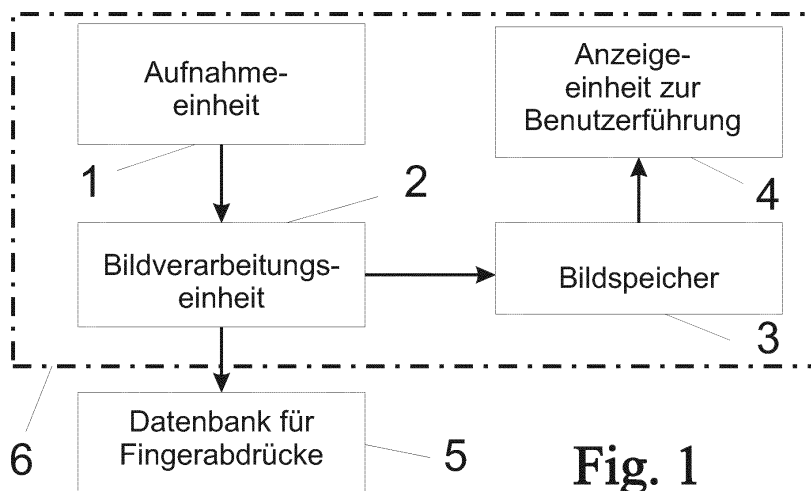 Aufnahme-
einheit
1
Anzeige-
einheit zur
Benutzerführung
4
2
Bildverarbeitungs-
einheit
Bildspeicher
3
6
Datenbank für
Fingerabdrücke
5
Fig. 1